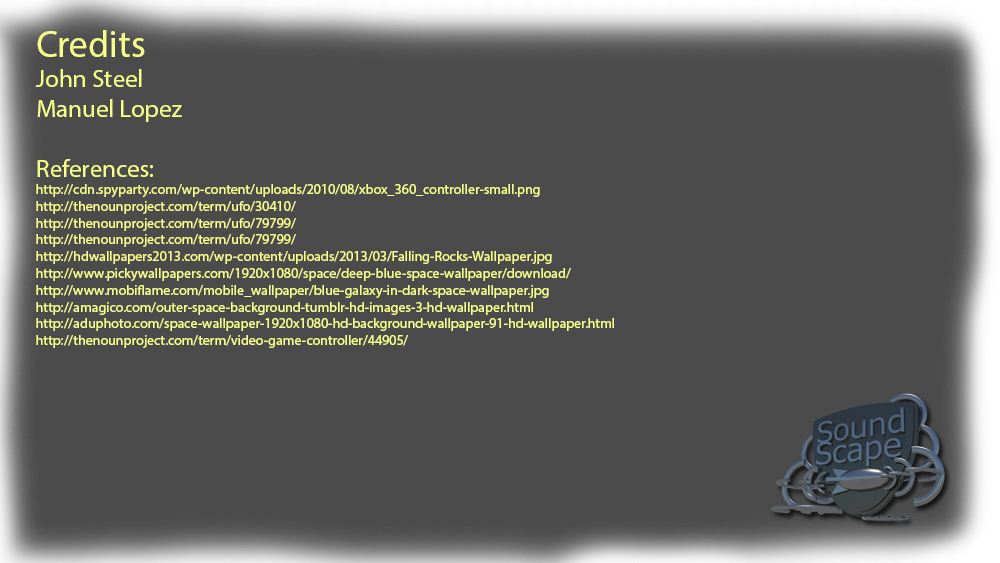 Credits
John Steel
Manuel Lopez
References:
http://cdn.spyparty.com/wp-content/uploads/2010/08/xbox_360_controller-small.png
http://thenounproject.com/term/ufo/30410/
http://thenounproject.com/term/ufo/79799/
http://thenounproject.com/term/ufo/79799/
http://hdwallpapers2013.com/wp-content/uploads/2013/03/Falling-Rocks-Wallpaper.jpg
http://www.pickywallpapers.com/1920x1080/space/deep-blue-space-wallpaper/download/
http://www.mobiflame.com/mobile_wallpaper/blue-galaxy-in-dark-space-wallpaper.jpg
http://amagico.com/outer-space-background-tumblr-hd-images-3-hd-wallpaper.html
http://aduphoto.com/space-wallpaper-1920x1080-hd-background-wallpaper-91-hd-wallpaper.html
http://thenounproject.com/term/video-game-controller/44905/
Sound
Scape